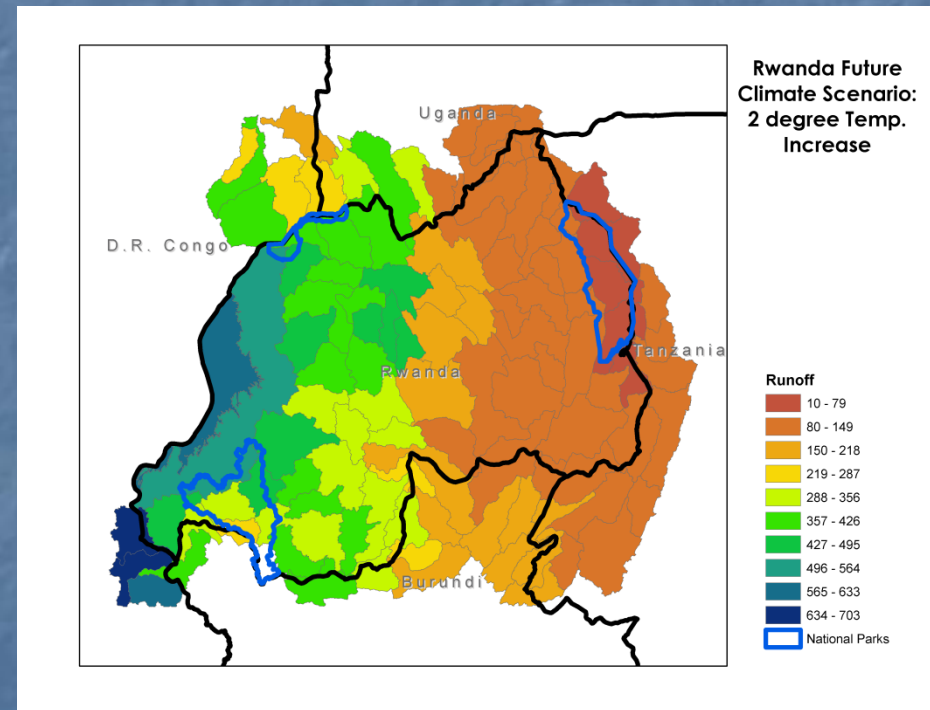 Rwanda Future
Climate Scenario:
2 degree Temp.
Increase
Uganda
D.R. Congo
Tanzania
Rwanda
Burundi
Runoff
10 - 79
80 - 149
150 - 218
219 - 287
288 - 356
357 - 426
427 - 495
496 - 564
565 - 633
634 - 703
National Parks